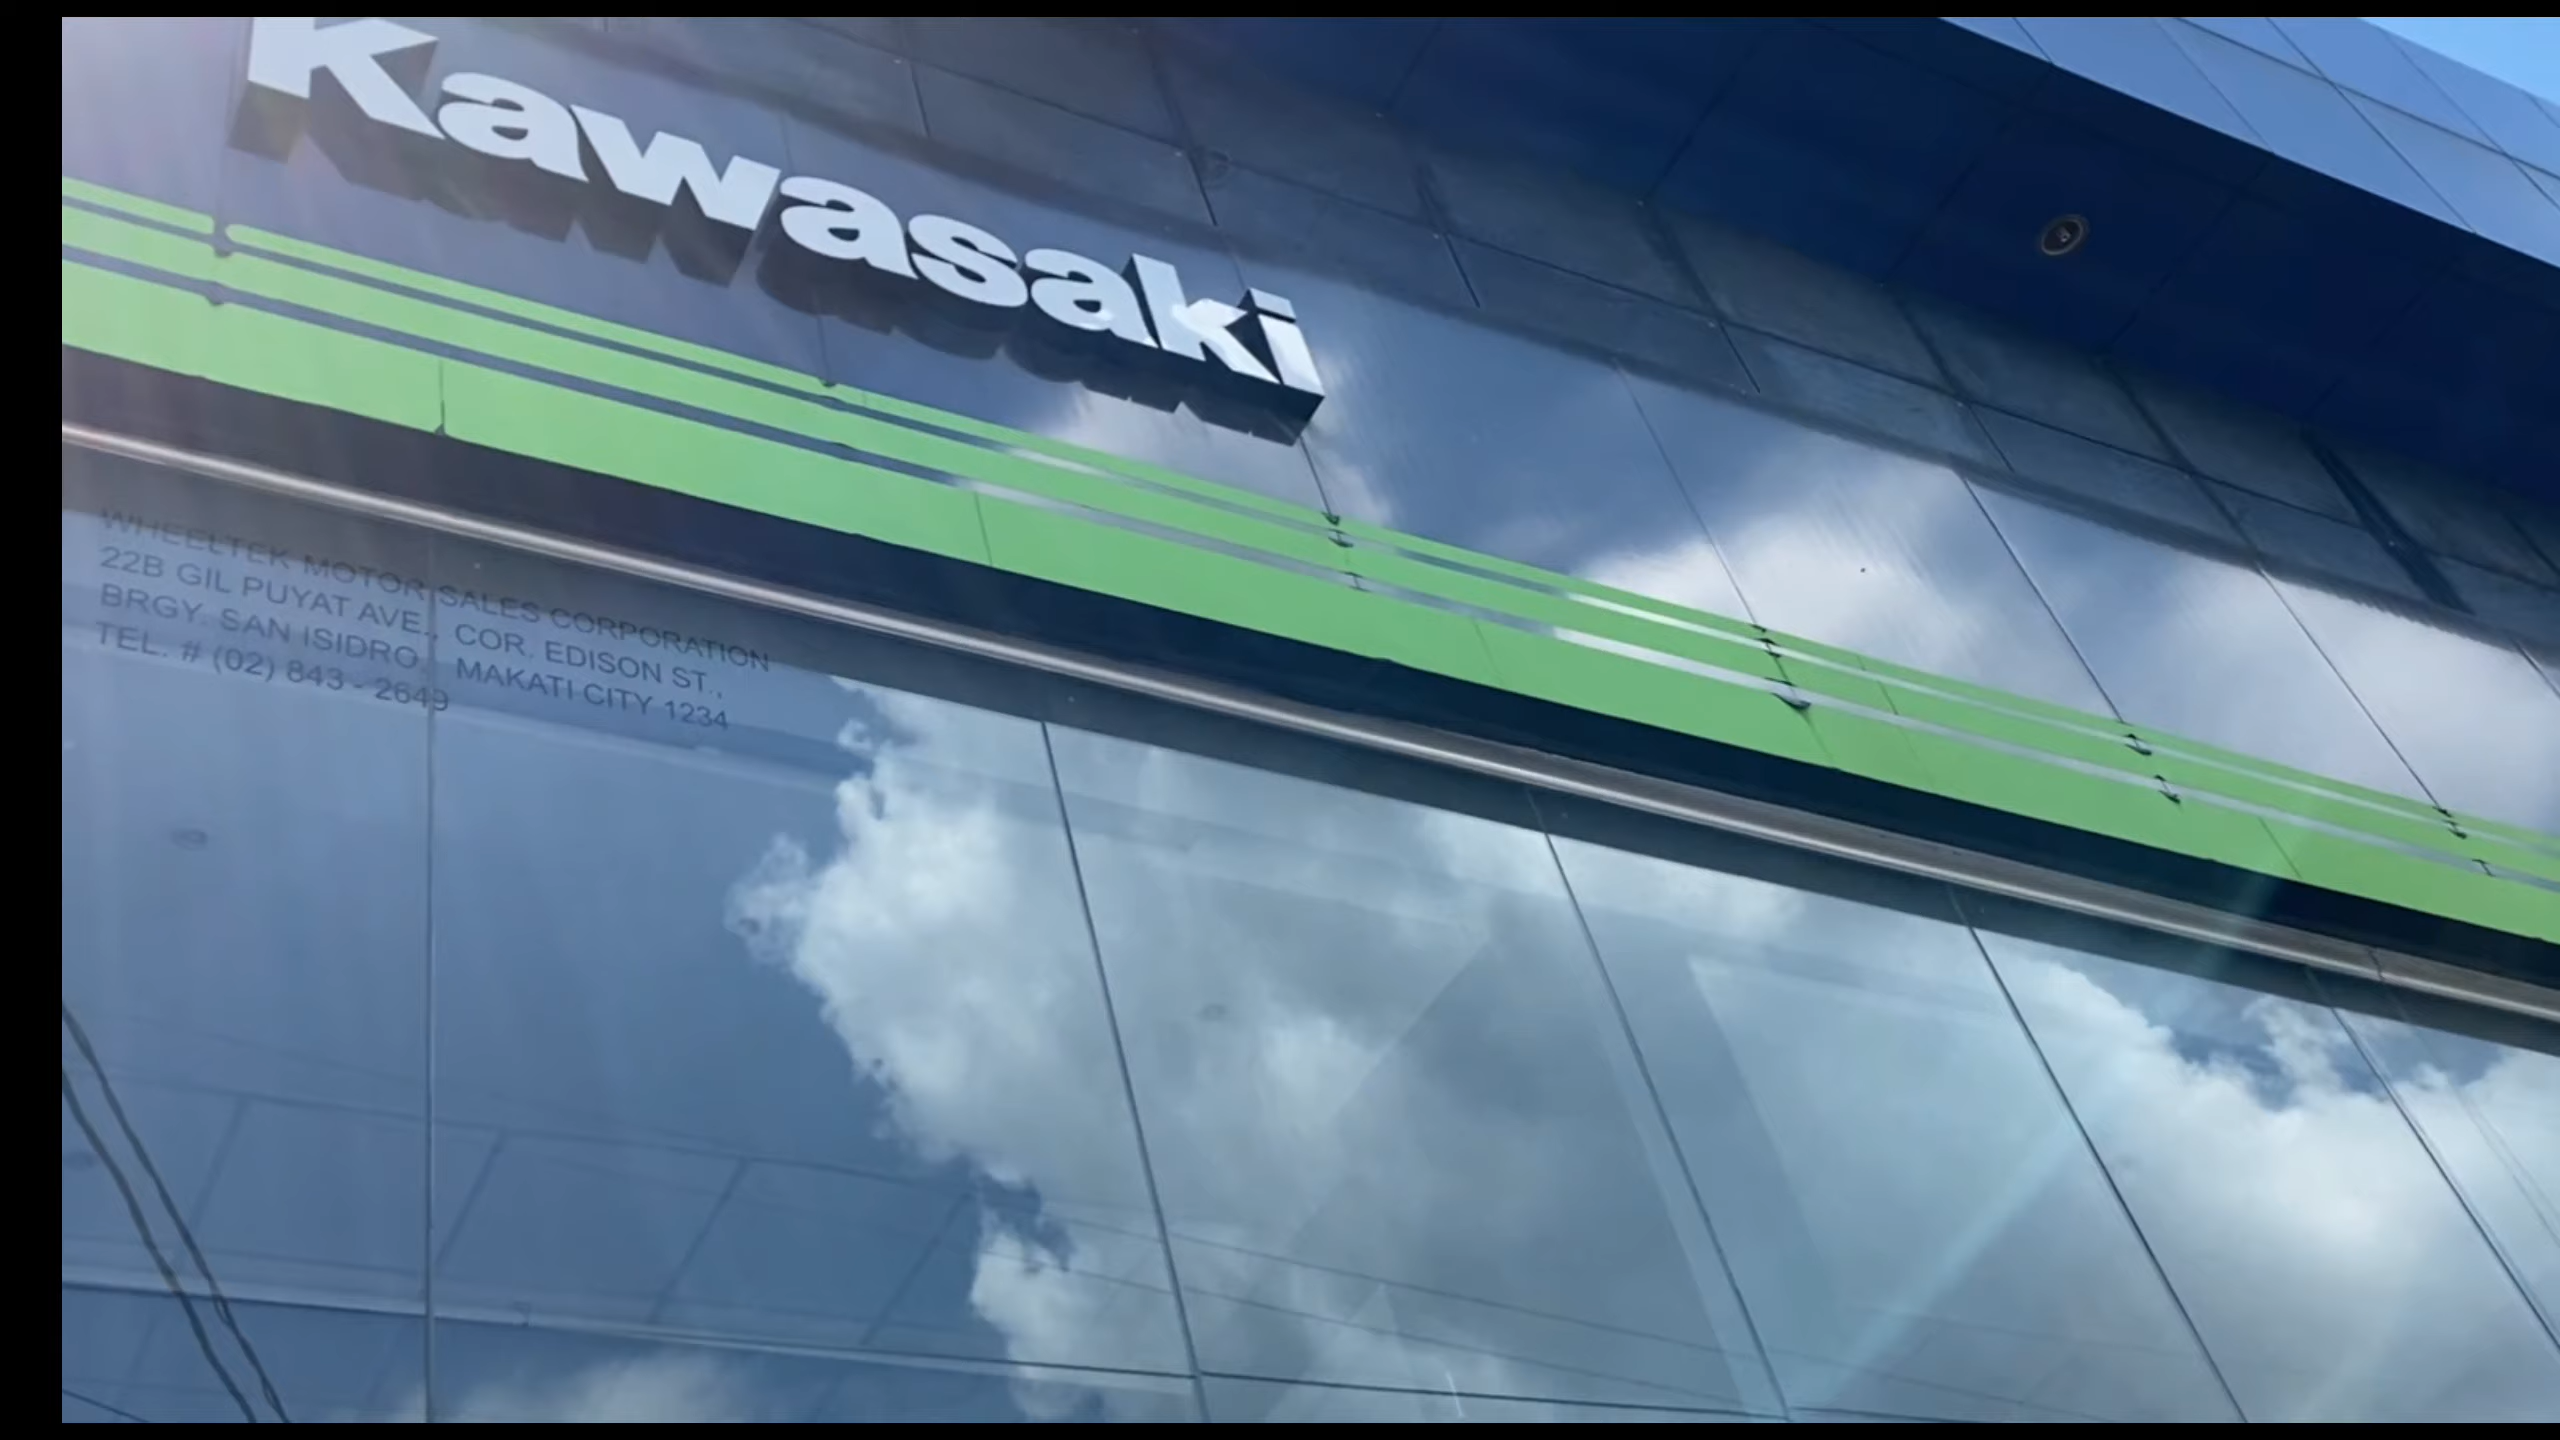 Kawasaki
WHEELTEK MOTOR SALES CORPORATION
22B GIL PUYAT AVE., COR. EDISON ST.,
BRGY. SAN ISIDRO, MAKATI CITY 1234
TEL. # (02) 843 - 2649